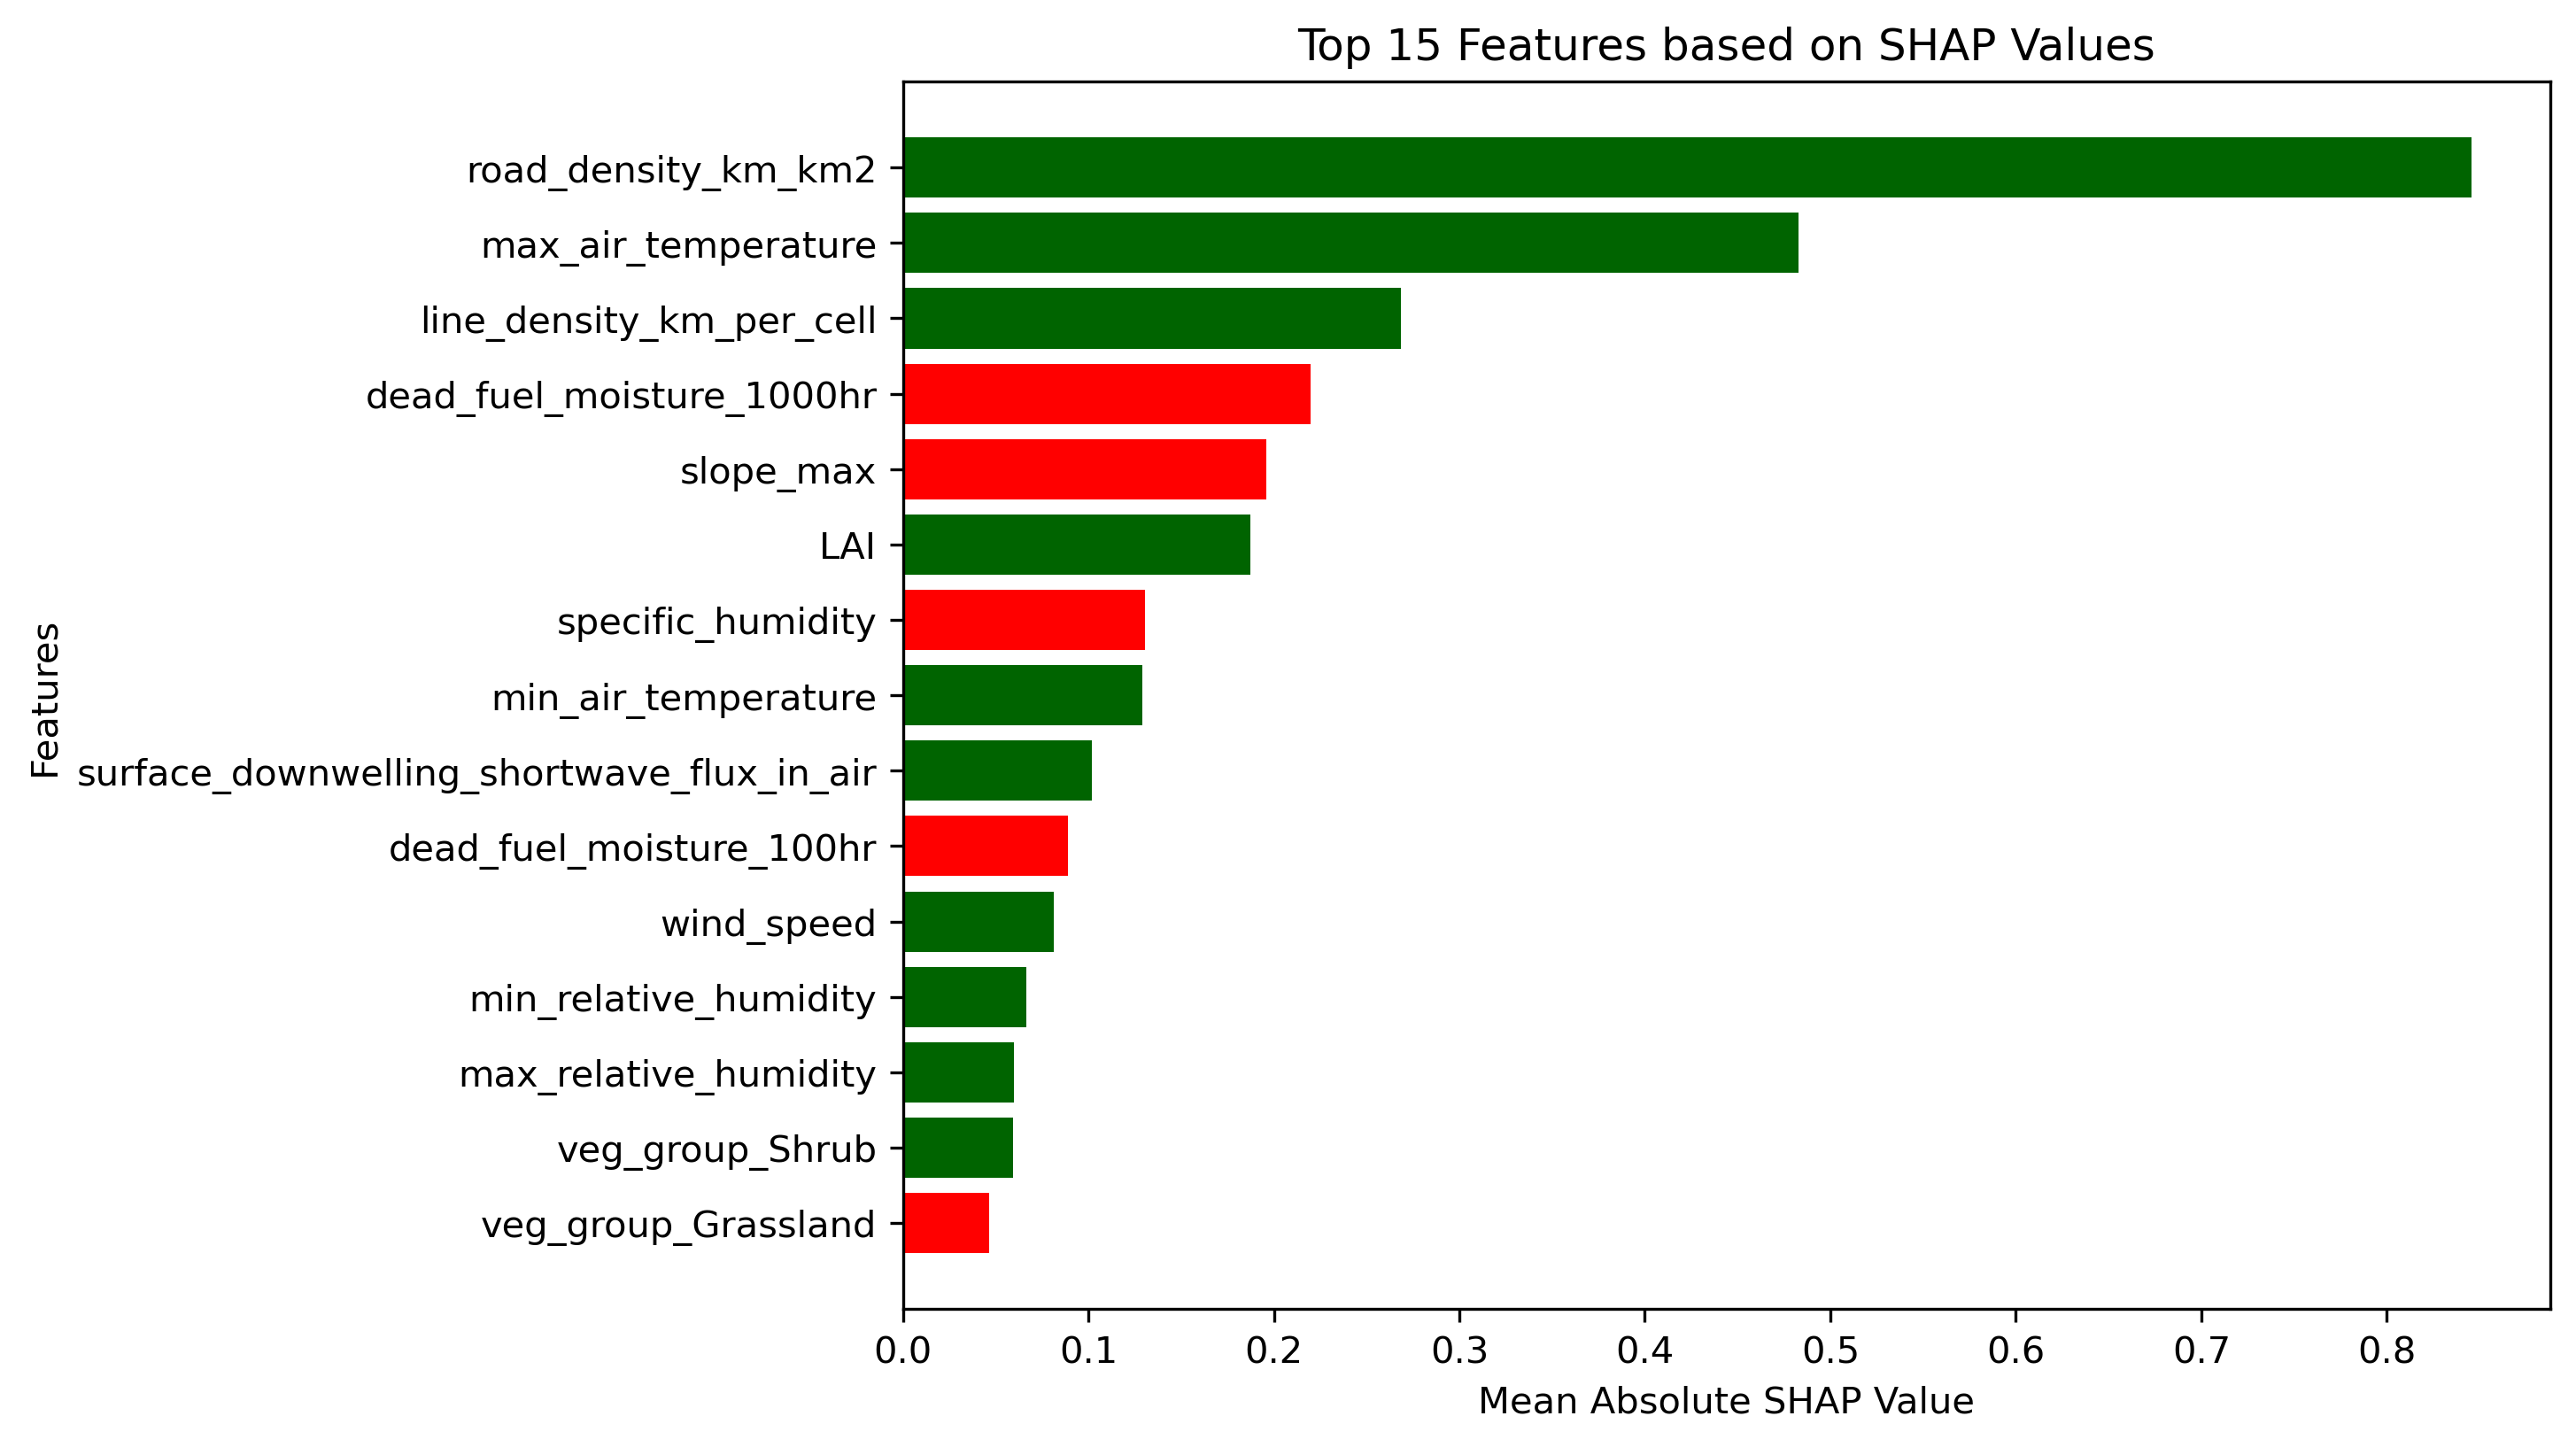 Top 15 Features based on SHAP Values
Features
road_density_km_km2
max_air_temperature
line_density_km_per_cell
dead_fuel_moisture_1000hr
slope_max
LAI
specific_humidity
min_air_temperature
surface_downwelling_shortwave_flux_in_air
dead_fuel_moisture_100hr
wind_speed
min_relative_humidity
max_relative_humidity
veg_group_Shrub
veg_group_Grassland
0.0 0.1 0.2 0.3 0.4 0.5 0.6 0.7 0.8
Mean Absolute SHAP Value